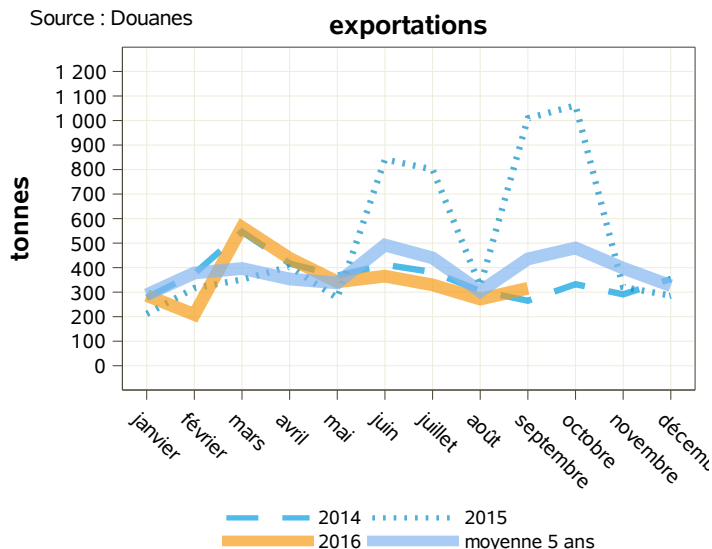 Source : Douanes
exportations
tonnes
1 200
1 100
1 000
900
800
700
600
500
400
300
200
100
0
janvier
février
mars
avril
mai
juin
juillet
août
septembre
octobre
novembre
décemb
2014
2015
2016
moyenne 5 ans